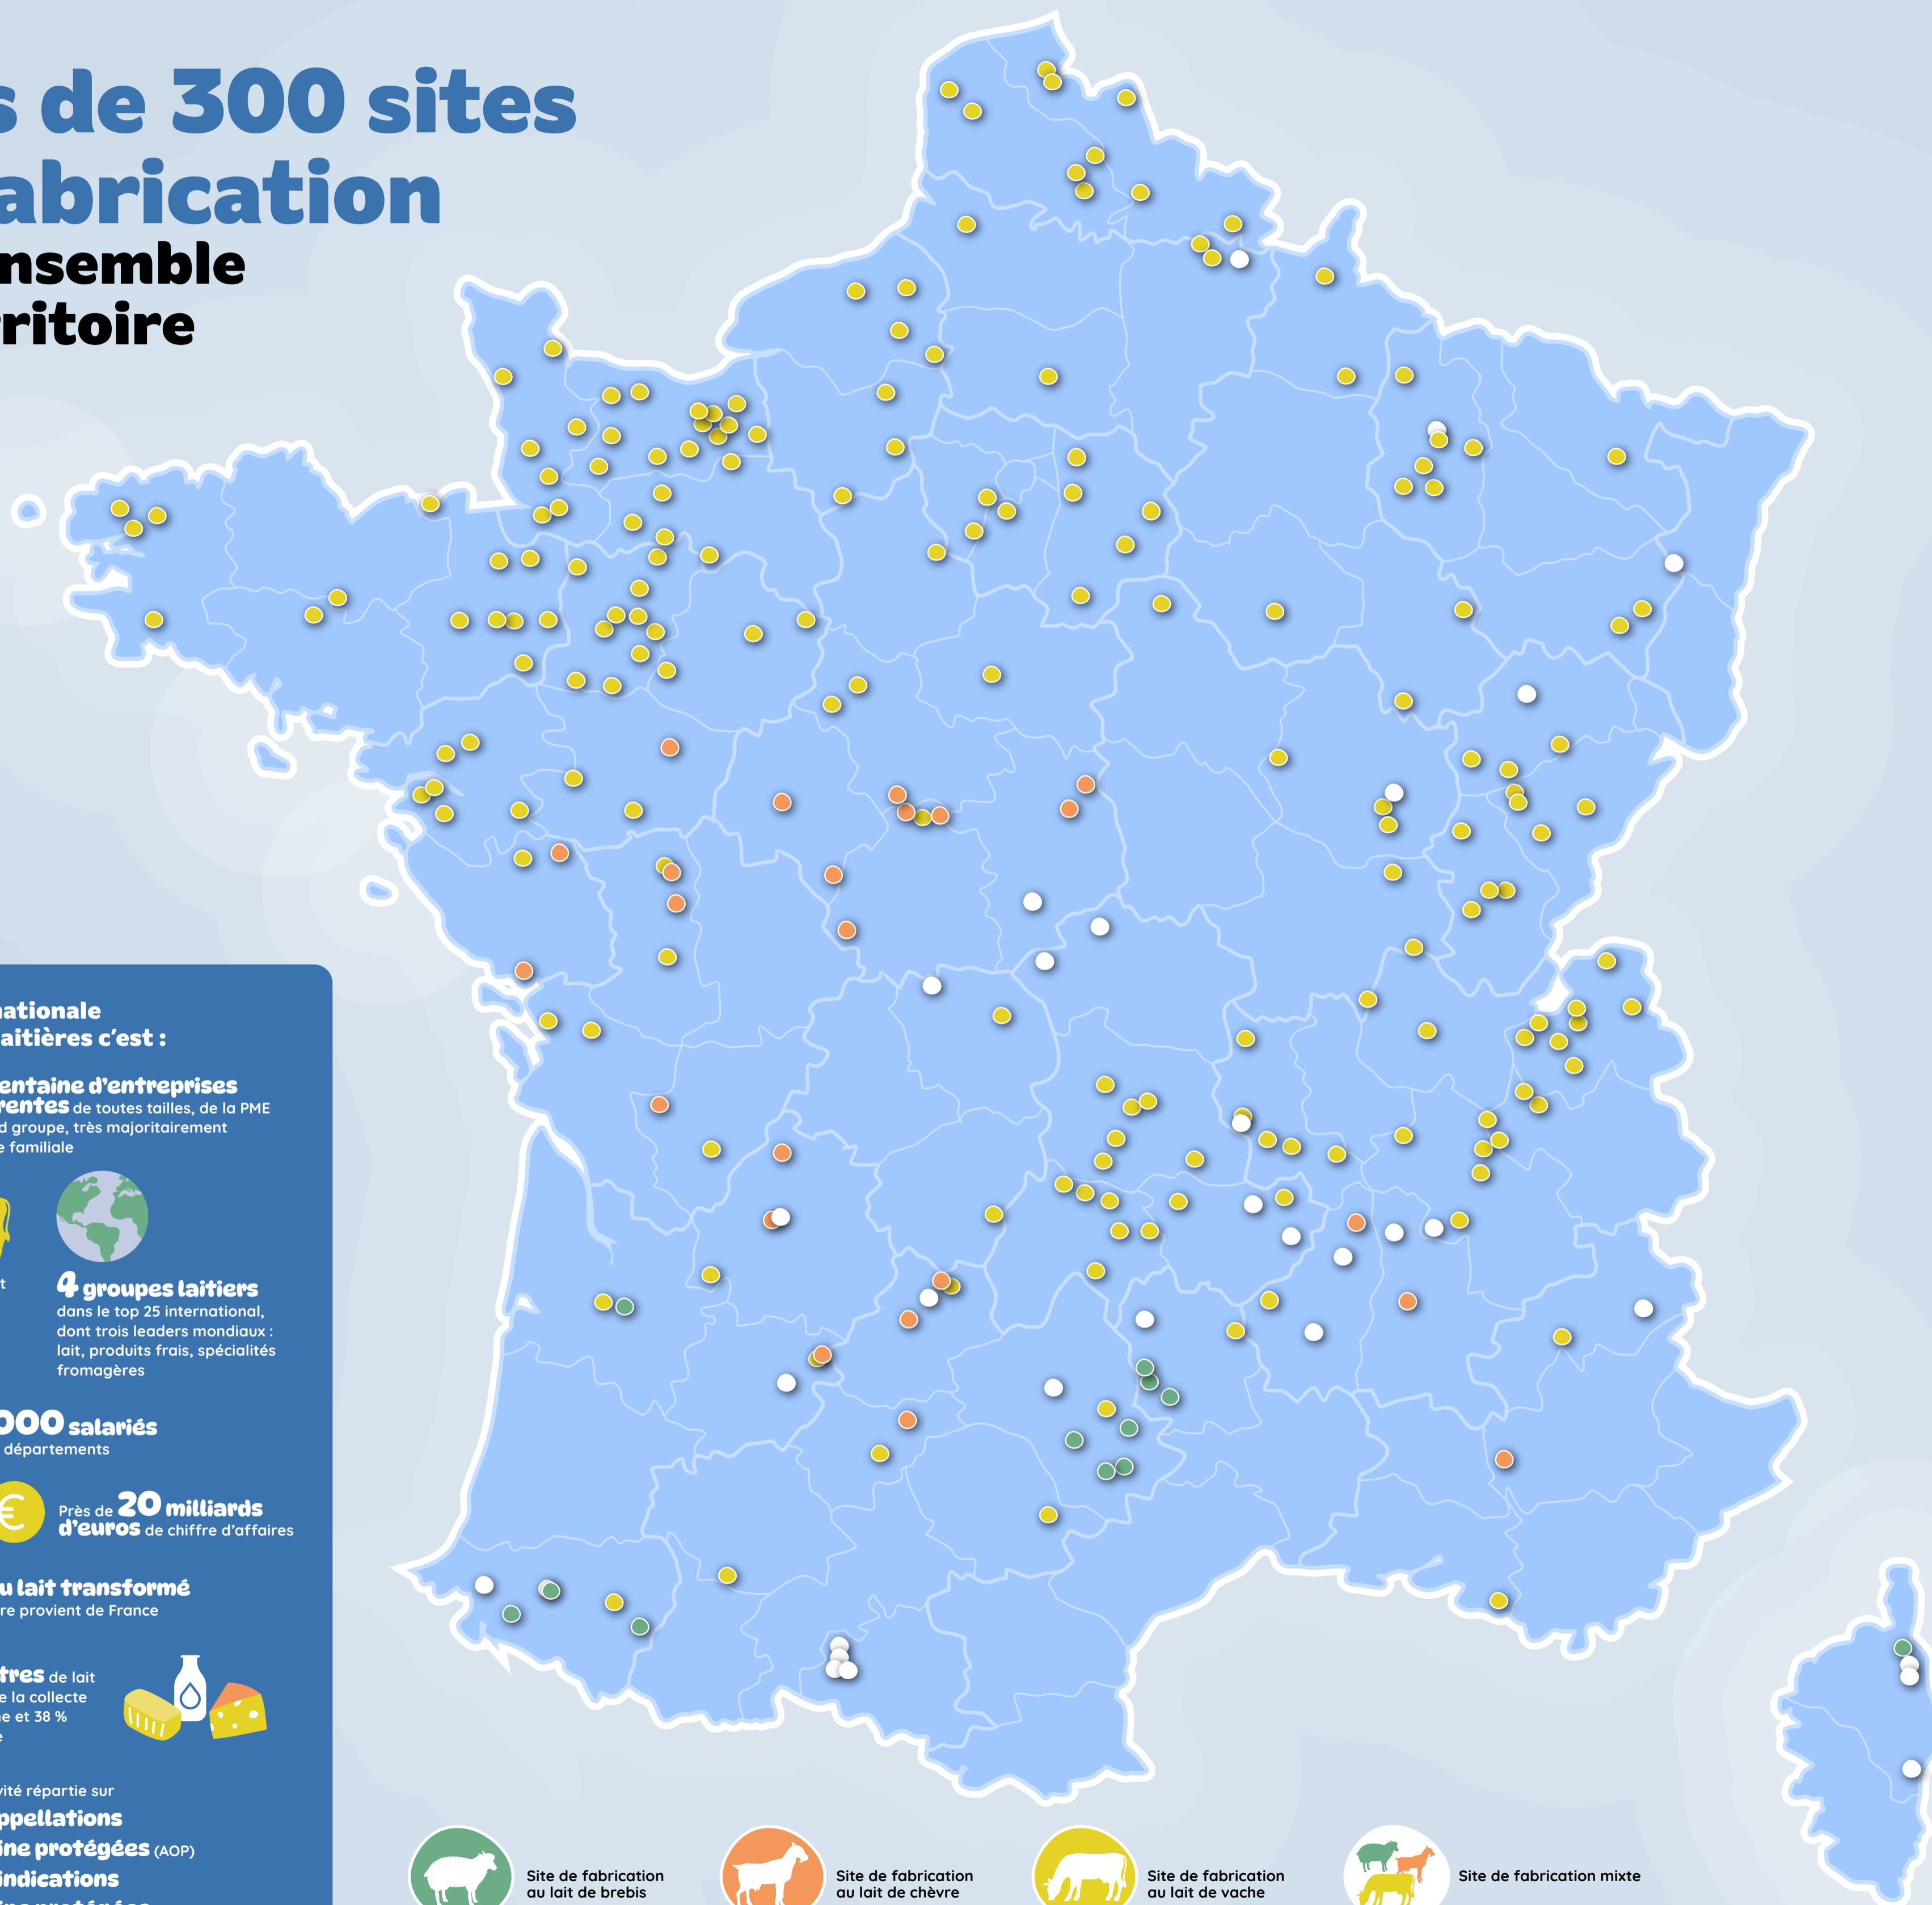 s de 300 sites
abrication
nsemble
ritoire
nationale
aitières c'est :
entaine d'entreprises
rentes de toutes tailles, de la PME
d groupe, très majoritairement
e familiale
t
4 groupes laitiers
dans le top 25 international,
dont trois leaders mondiaux :
lait, produits frais, spécialités
fromagères
000 salariés
départements
€
Près de 20 milliards
d'euros de chiffre d'affaires
u lait transformé
re provient de France
tres de lait
e la collecte
ne et 38 %
e
vité répartie sur
ppellations
ine protégées (AOP)
indications
Site de fabrication
au lait de brebis
Site de fabrication
au lait de chèvre
Site de fabrication
au lait de vache
Site de fabrication mixte